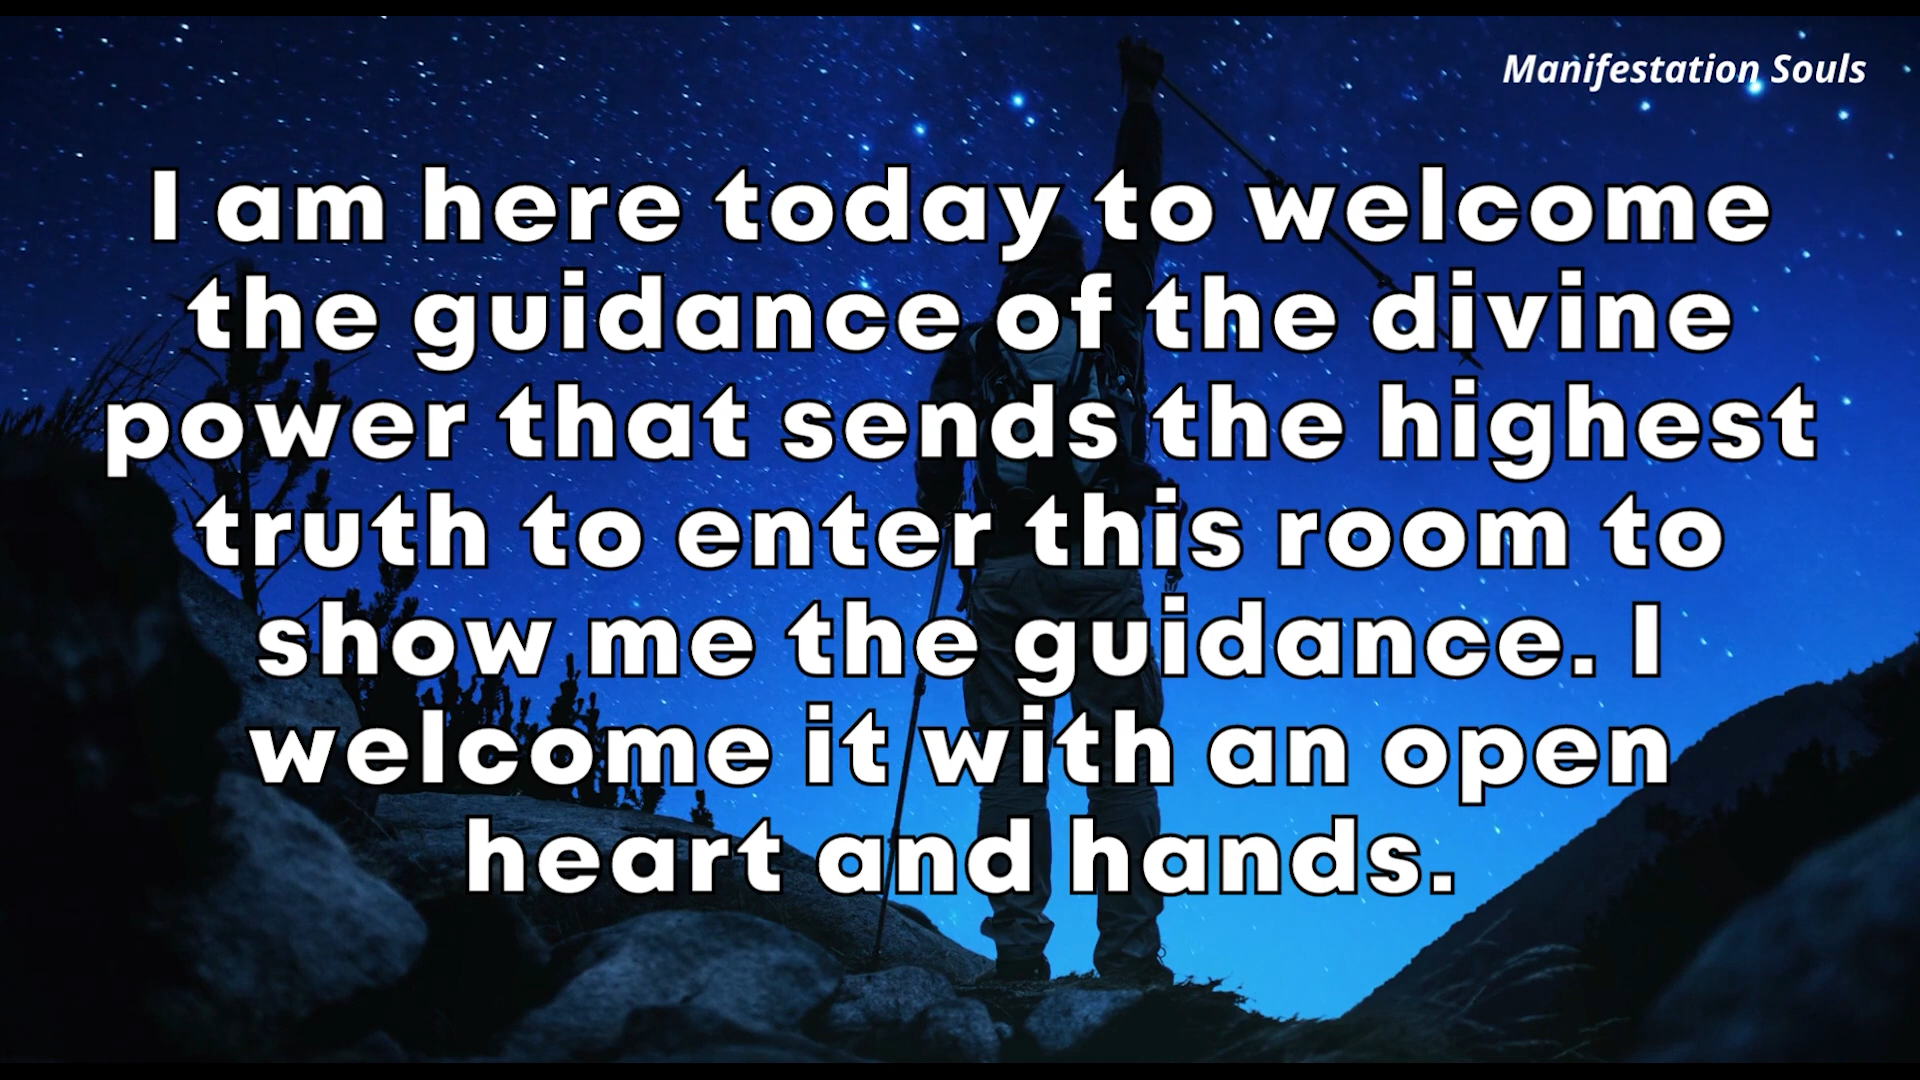 Manifestation Souls
I am here today to welcome
the guidance of the divine
power that sends the highest
truth to enter this room to
show me the guidance. I
welcome it with an open
heart and hands.